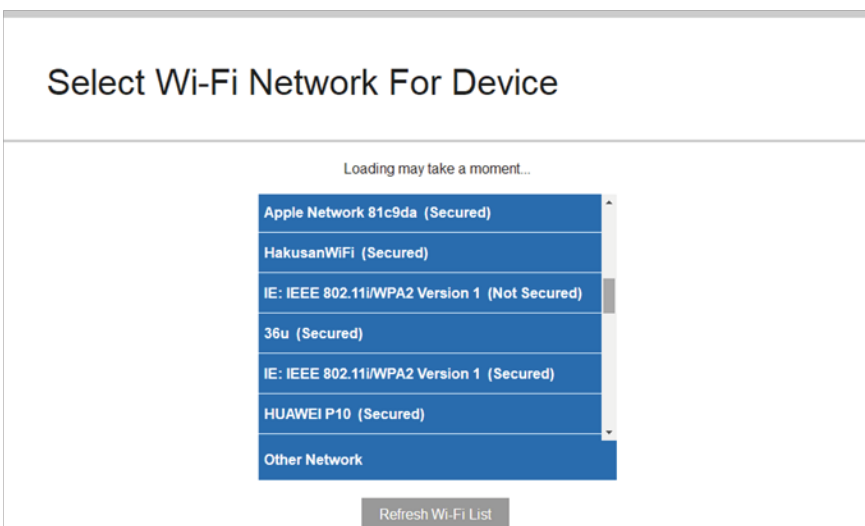 Select Wi-Fi Network For Device
Loading may take a moment...
Apple Network 81c9da (Secured)
HakusanWiFi (Secured)
IE: IEEE 802.11i/WPA2 Version 1 (Not Secured)
36u (Secured)
IE: IEEE 802.11i/WPA2 Version 1 (Secured)
HUAWEI P10 (Secured)
Other Network
Refresh Wi-Fi List